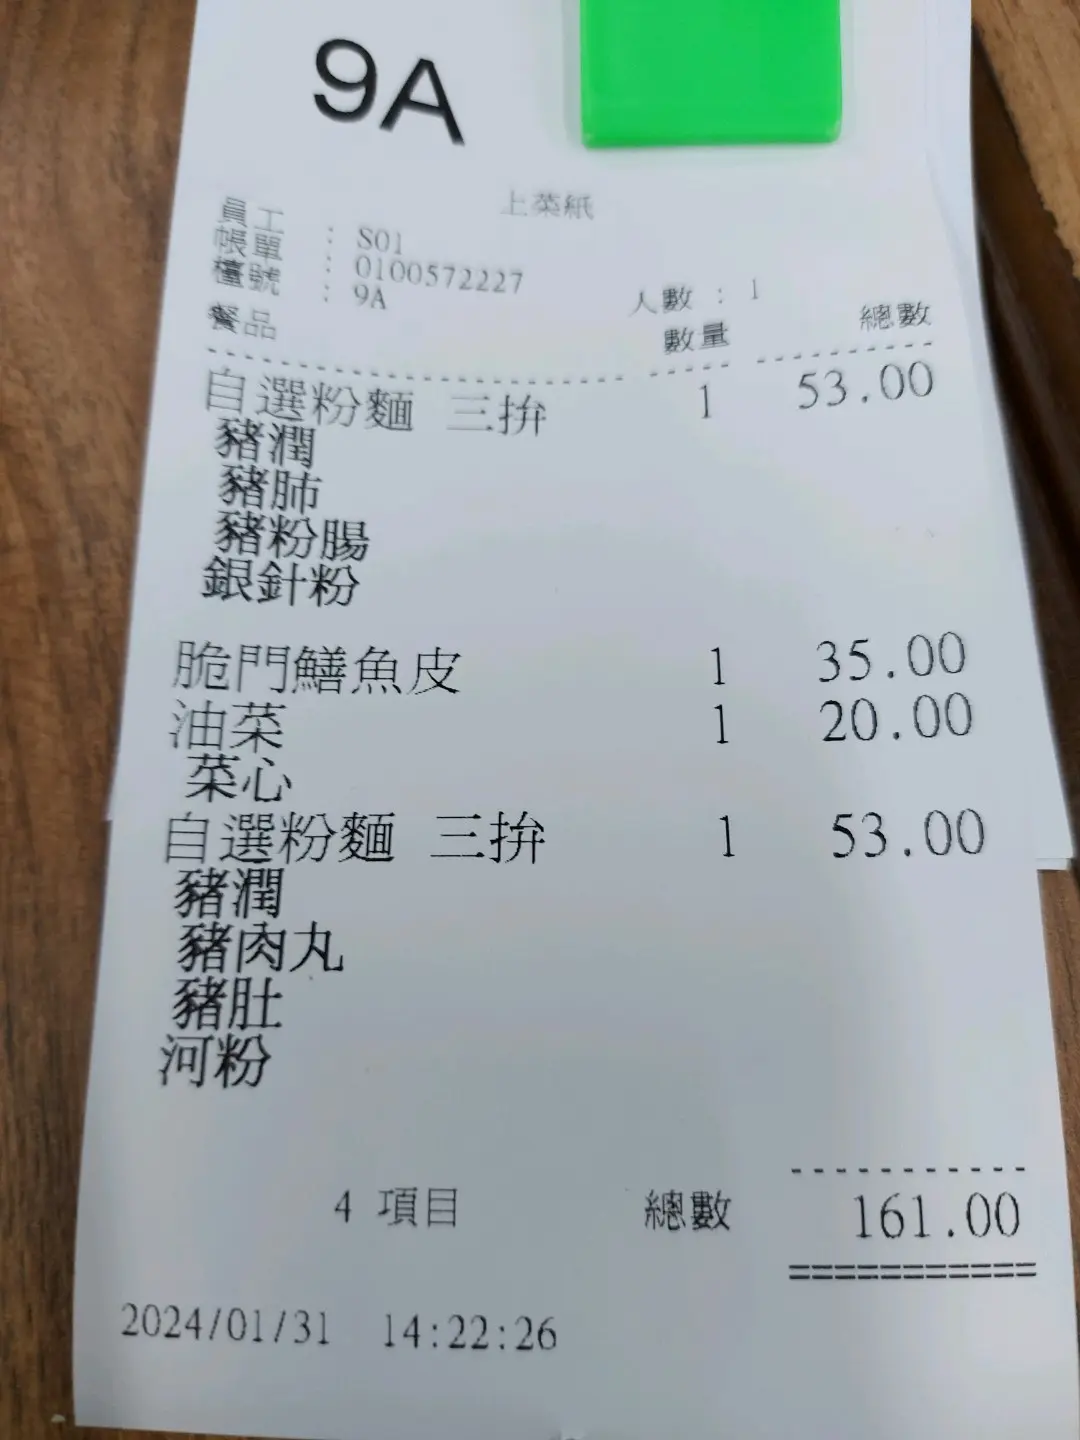 9A
上菜紙
員工 : S01
帳單 : 0100572227
檯號 : 9A 人數 : 1
餐品 數量 總數
自選粉麵 三拚 1 53.00
豬潤
豬肺
豬粉腸
銀針粉
脆門鱔魚皮 1 35.00
油菜 1 20.00
菜心
自選粉麵 三拚 1 53.00
豬潤
豬肉丸
豬肚
河粉
4 項目 總數 161.00
2024/01/31 14:22:26